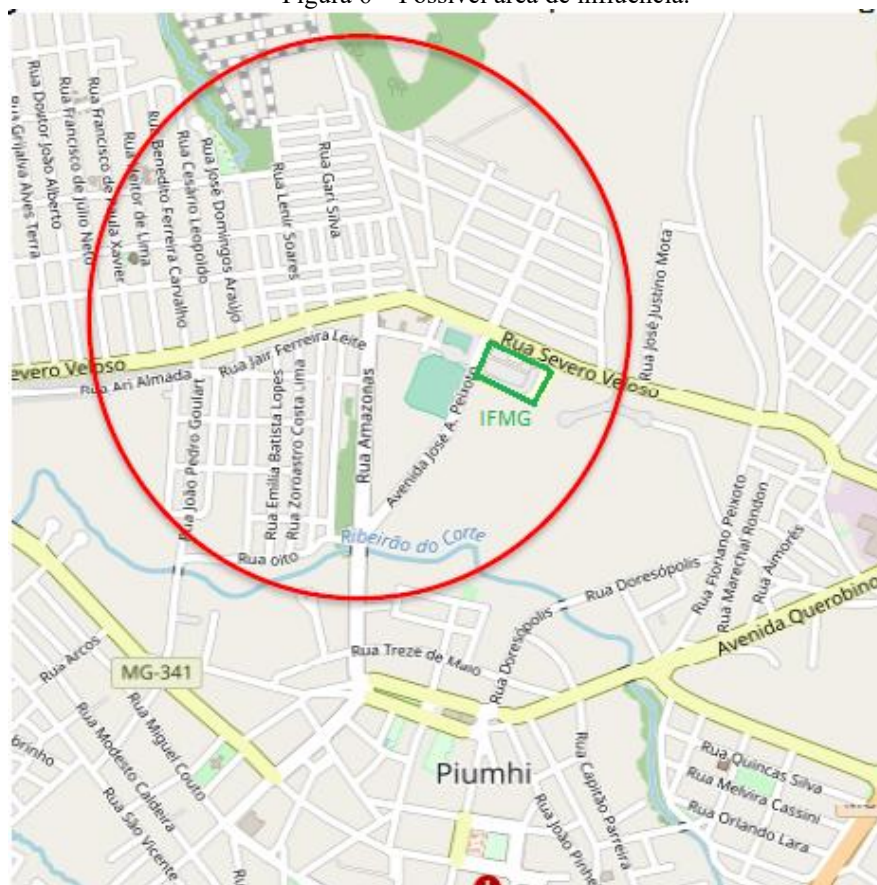 Figura 6 – Possível área de influência.
Rua Grijalva Alves Terra
Rua Doutor João Alberto
Rua Francisco de Júlio Neto
Rua Francisco de Paula Xavier
Rua Heitor de Lima
Rua Benedito Ferreira Carvalho
Rua Cesário Leopoldo
Rua José Domingos Araújo
Rua Lenir Soares
Rua Gari Silva
Rua José Justino Mota
evero Veloso
Rua Severo Veloso
Rua Ari Almada
Rua Jair Ferreira Leite
IFMG
Rua João Pedro Goulart
Rua Emília Batista Lopes
Rua Zoroastro Costa Lima
Rua Amazonas
Avenida José A. Peixoto
Ribeirão do Corte
Rua oito
Rua Floriano Peixoto
Rua Marechal Rondon
Rua Aimorés
Rua Doresópolis
Rua Doresópolis
Avenida Querobino
Rua Treze de Maio
Rua Arcos
MG-341
Rua Miguel Couto
Rua Modesto Caldeira
Rua São Vicente
brinho
Piumhi
Rua Capitão Parreira
Rua João Pinhe
Rua Quincas Silva
Rua Melvira Cassini
Rua Orlando Lara